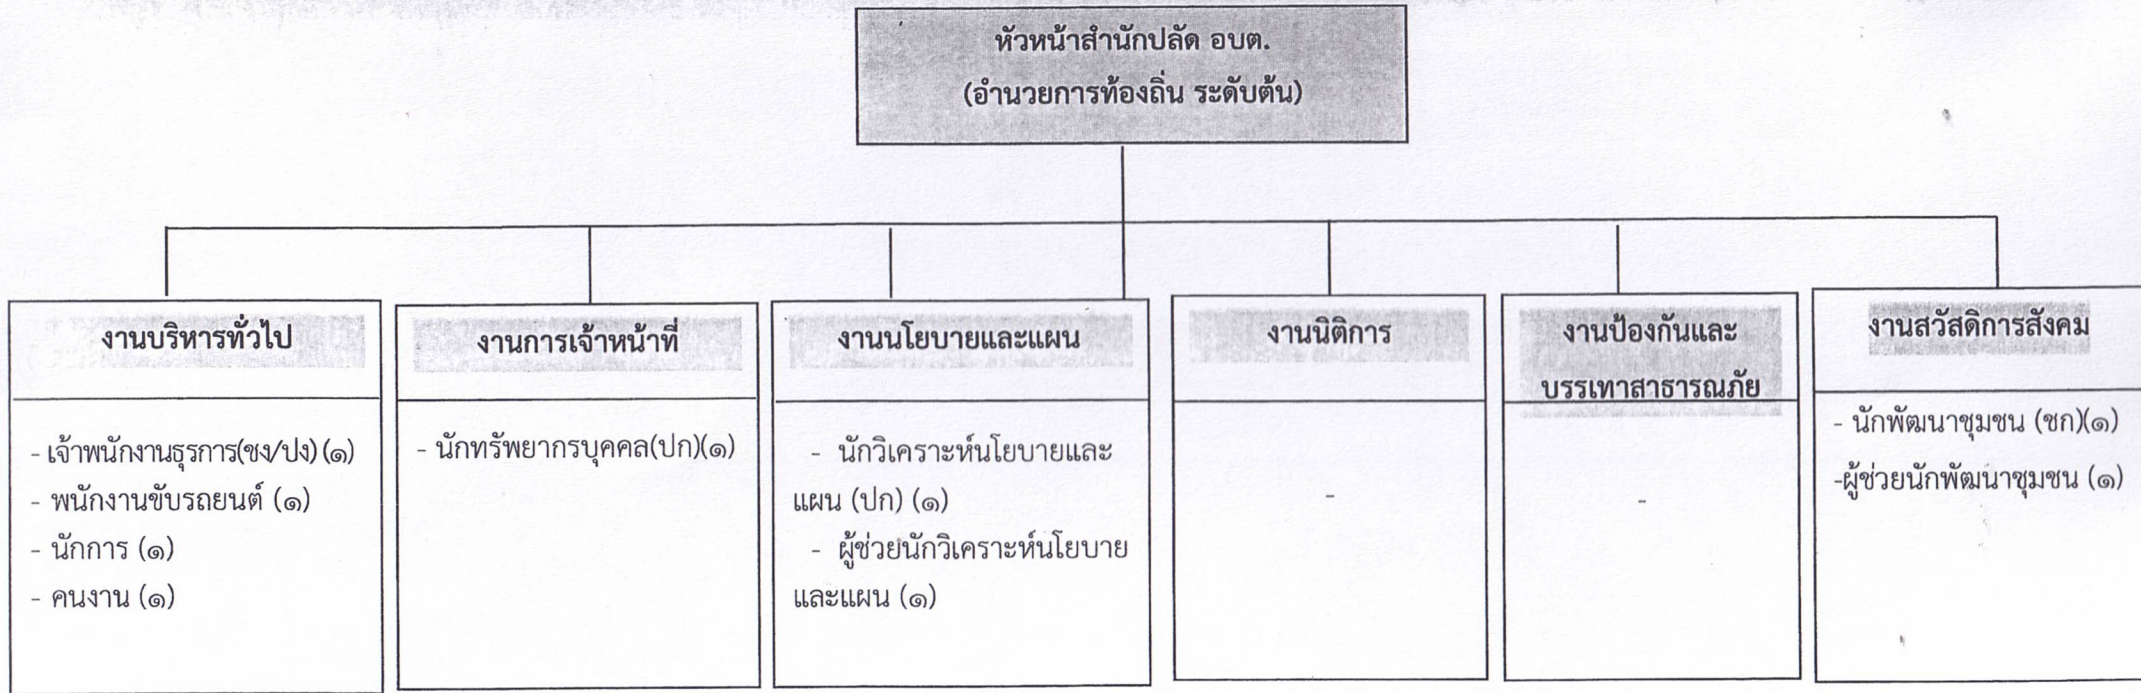 หัวหน้าสำนักปลัด อบต.
(อำนวยการท้องถิ่น ระดับต้น)
งานบริหารทั่วไป
- เจ้าพนักงานธุรการ(ชง/ปง) (๑)
- พนักงานขับรถยนต์ (๑)
- นักการ (๑)
- คนงาน (๑)
งานการเจ้าหน้าที่
- นักทรัพยากรบุคคล(ปก)(๑)
งานนโยบายและแผน
- นักวิเคราะห์นโยบายและ
แผน (ปก) (๑)
- ผู้ช่วยนักวิเคราะห์นโยบาย
และแผน (๑)
งานนิติการ
-
งานป้องกันและ
บรรเทาสาธารณภัย
-
งานสวัสดิการสังคม
- นักพัฒนาชุมชน (ชก)(๑)
-ผู้ช่วยนักพัฒนาชุมชน (๑)